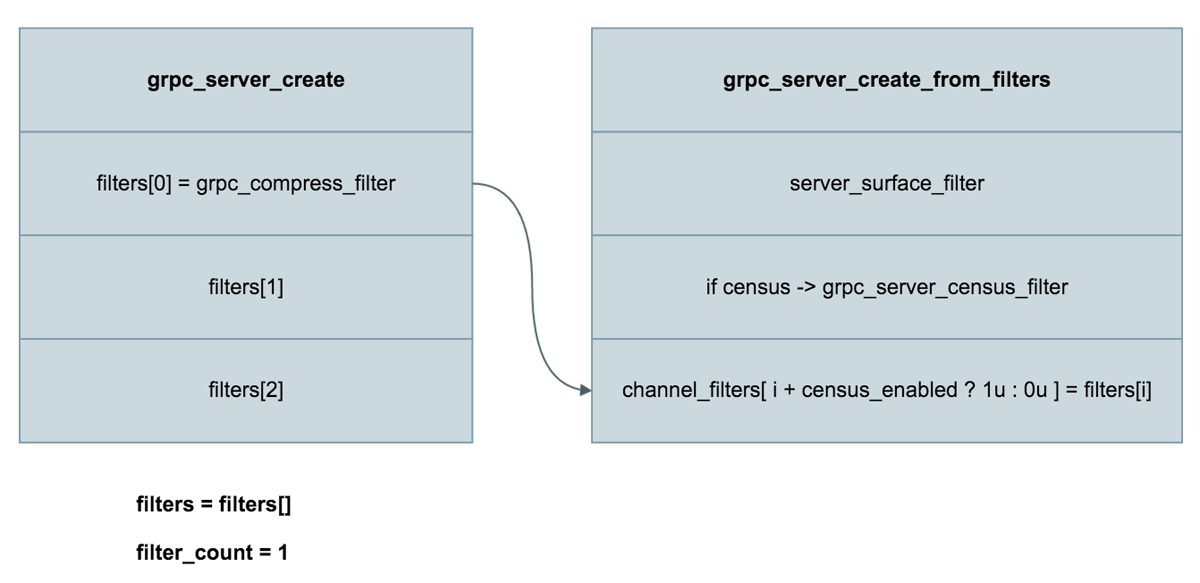 grpc_server_create
filters[0] = grpc_compress_filter
filters[1]
filters[2]
grpc_server_create_from_filters
server_surface_filter
if census -> grpc_server_census_filter
channel_filters[ i + census_enabled ? 1u : 0u ] = filters[i]
filters = filters[]
filter_count = 1